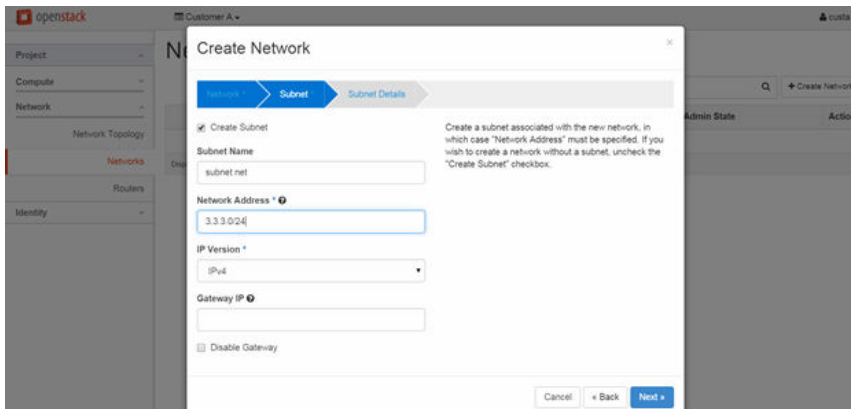 openstack
Customer A
Project
Compute
Network
Network Topology
Networks
Routers
Identity
Create Network
×
Network *
Subnet
Subnet Details
Create Subnet
Subnet Name
subnet net
Network Address *
3.3.3.0/24
IP Version *
IPv4
Gateway IP
Disable Gateway
Create a subnet associated with the new network, in
which case "Network Address" must be specified. If you
wish to create a network without a subnet, uncheck the
"Create Subnet" checkbox.
Cancel
« Back
Next »
+ Create Networ
Admin State
Actio